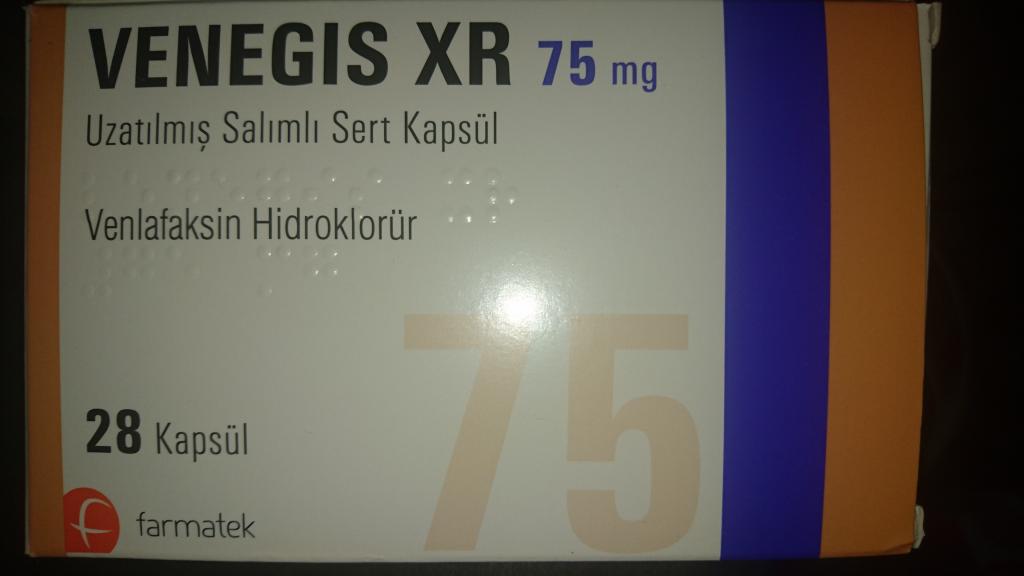 VENEGIS XR 75 mg
Uzatılmış Salımlı Sert Kapsül
Venlafaksin Hidroklorür
75
28 Kapsül
farmatek